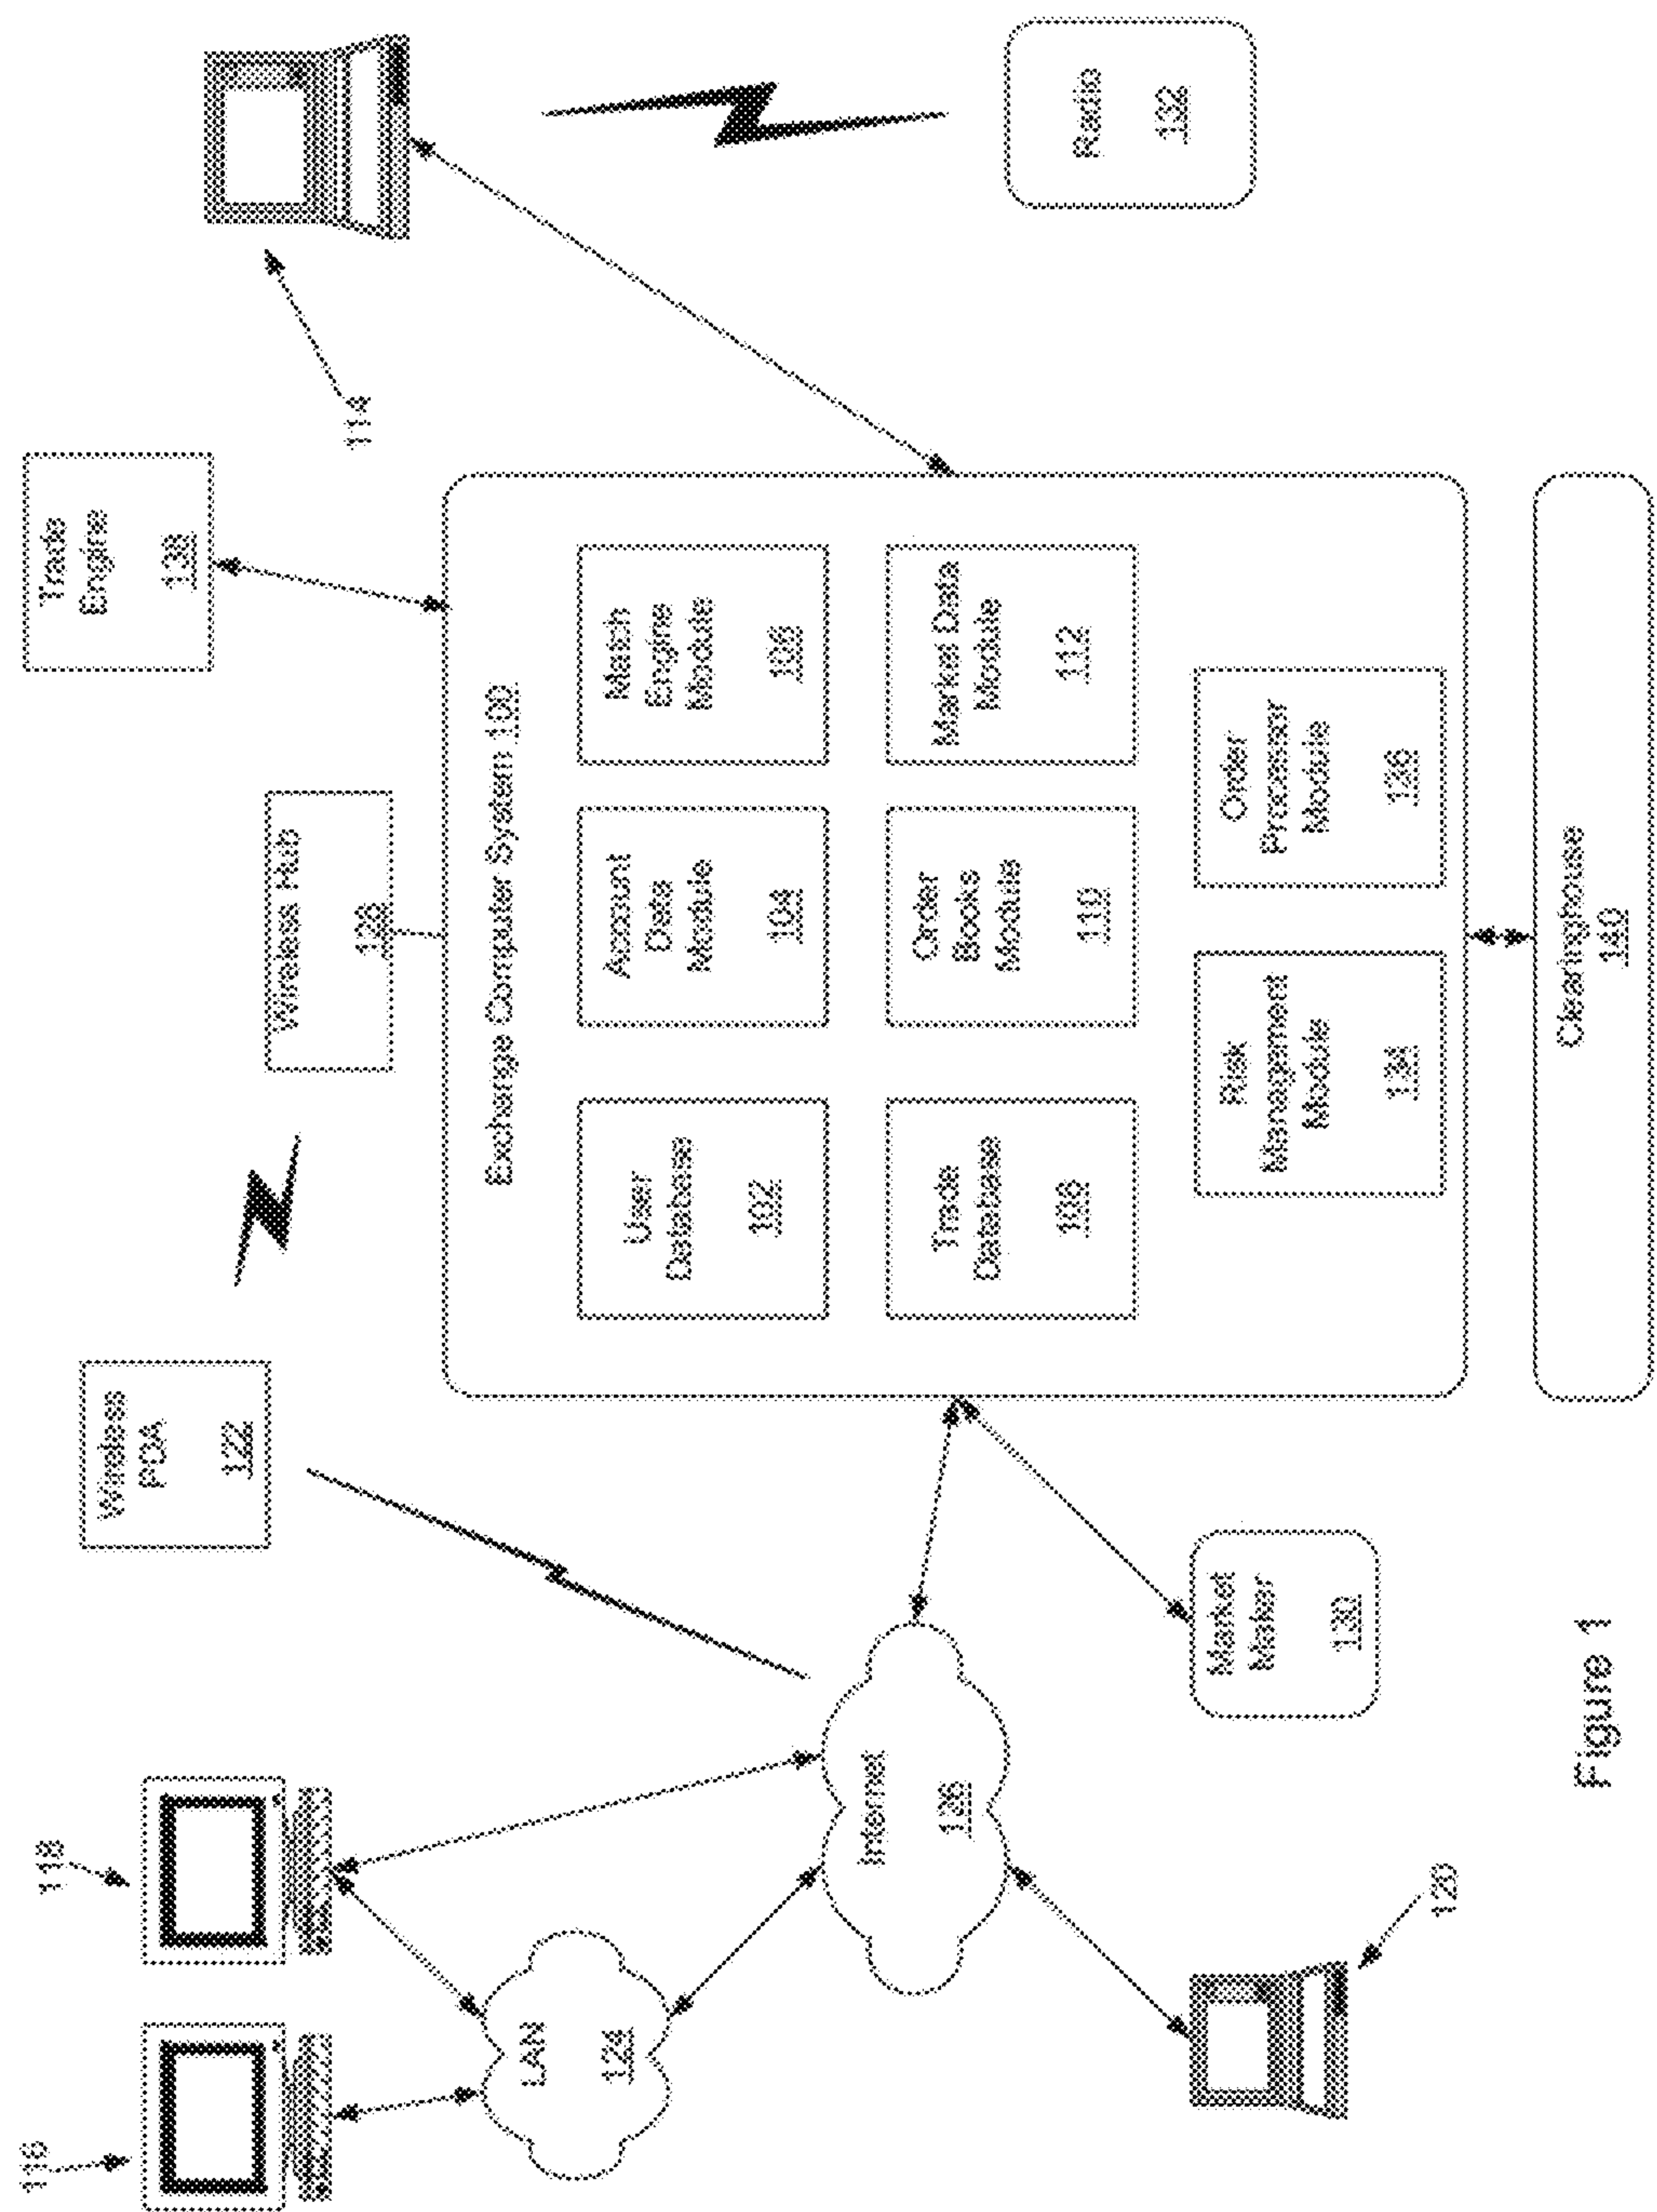 116
118
Wireless
PDA
122
Wireless Hub
128
Trade
Engine
138
114
LAN
124
Internet
126
Exchange Computer System 100
User
Database
102
Account
Data
Module
104
Match
Engine
Module
106
Trade
Database
108
Order
Books
Module
110
Market Data
Module
112
Risk
Management
Module
134
Order
Processor
Module
136
Radio
132
Market
Maker
130
120
Clearinghouse
140
Figure 1